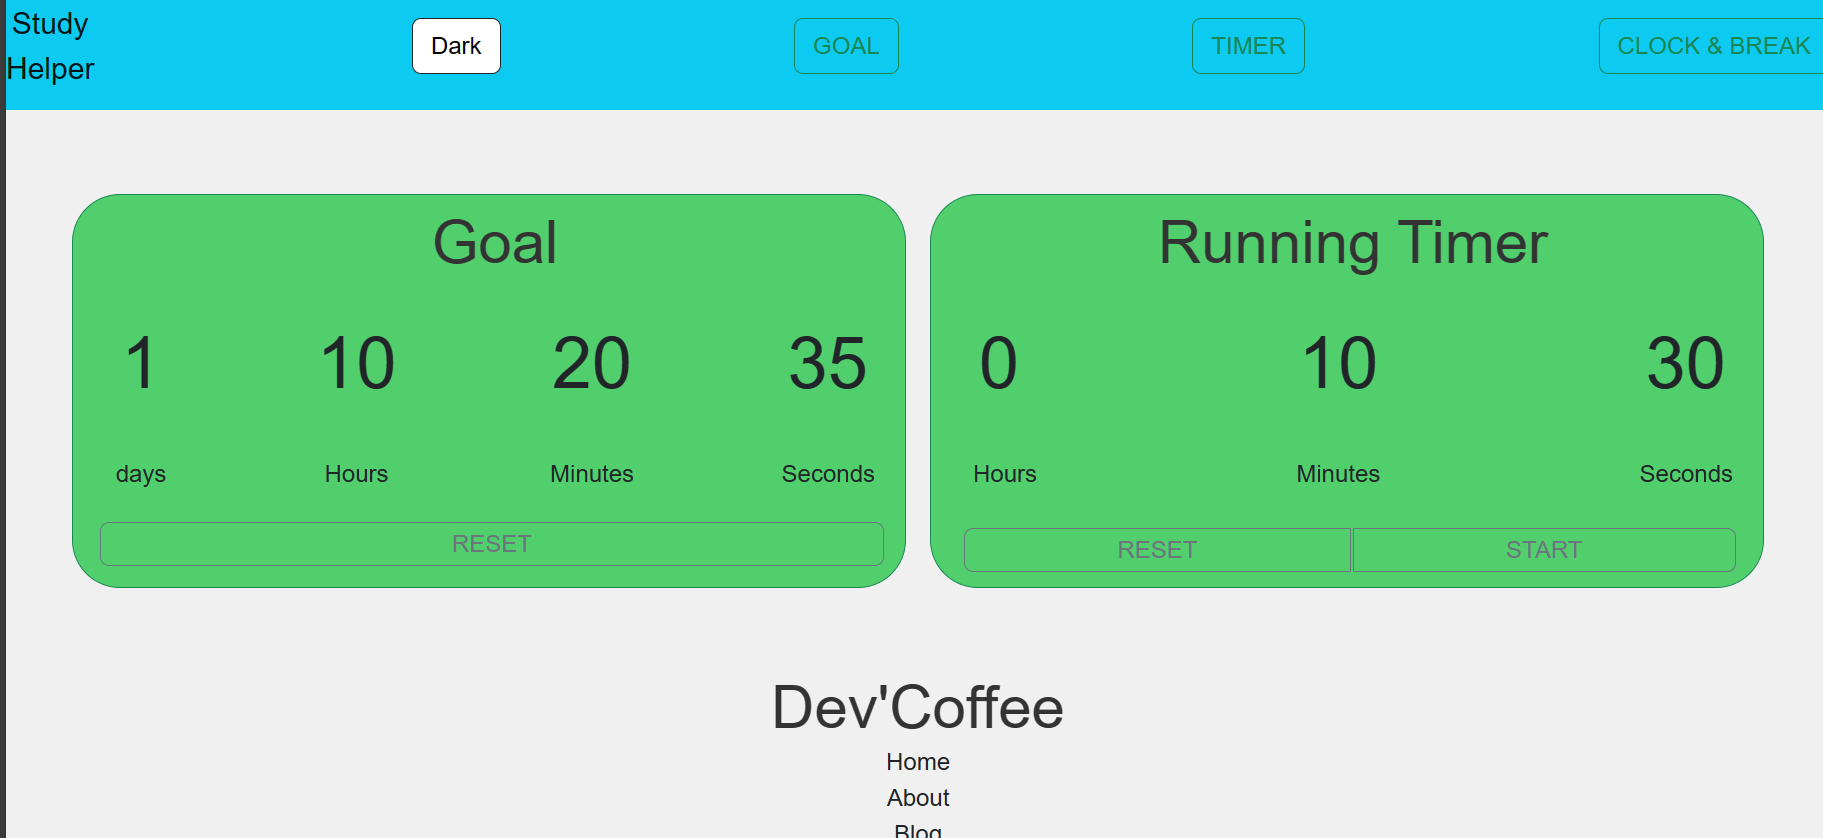 Study
Helper
Dark
GOAL
TIMER
CLOCK & BREAK
Goal
1 10 20 35
days Hours Minutes Seconds
RESET
Running Timer
0 10 30
Hours Minutes Seconds
RESET START
Dev'Coffee
Home
About
Blog